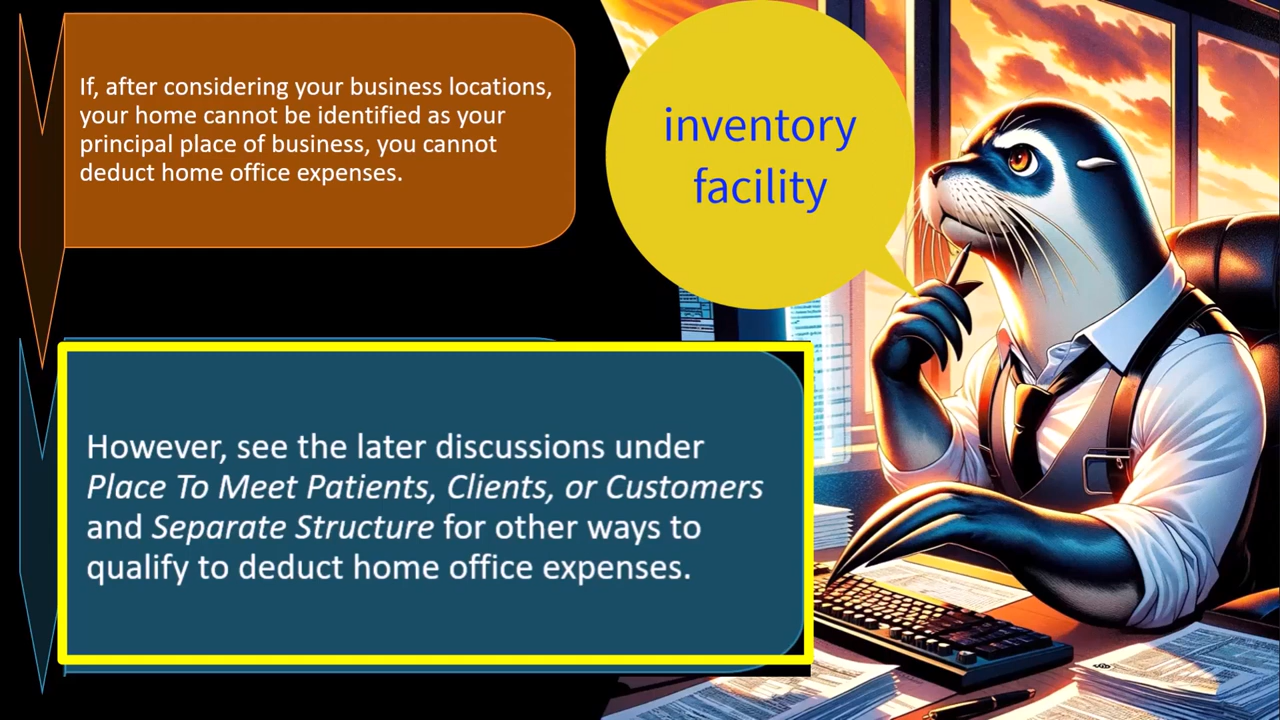 If, after considering your business locations,
your home cannot be identified as your
principal place of business, you cannot
deduct home office expenses.
inventory
facility
However, see the later discussions under
Place To Meet Patients, Clients, or Customers
and Separate Structure for other ways to
qualify to deduct home office expenses.